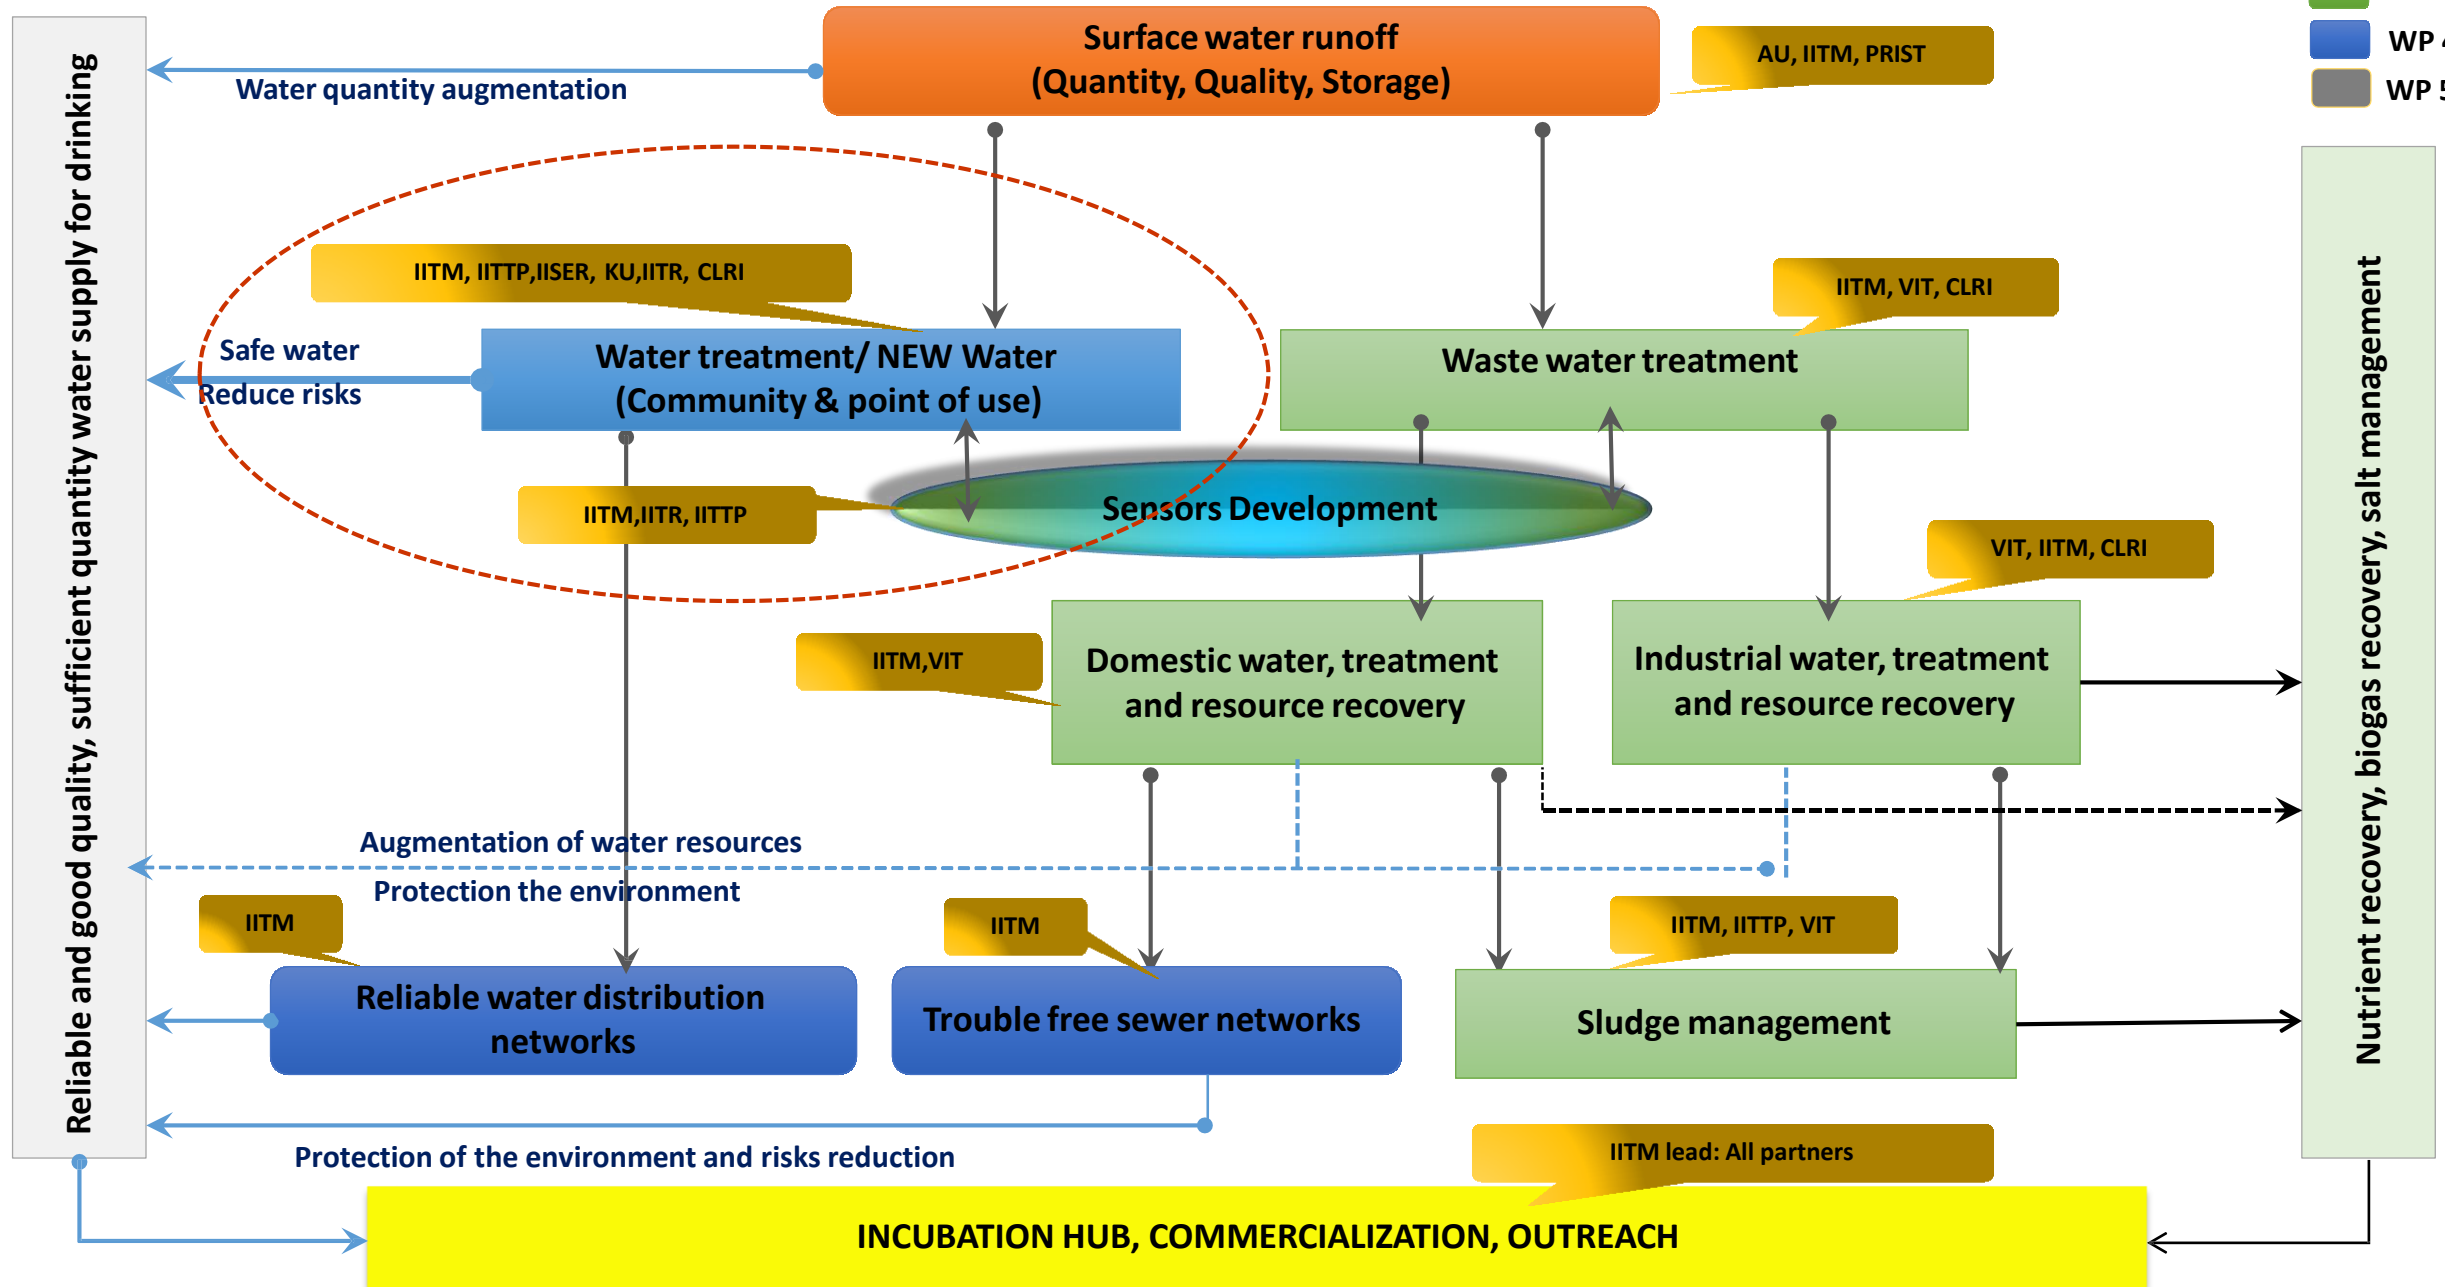 Surface water runoff
(Quantity, Quality, Storage)
AU, IITM, PRIST
WP 4
WP 5
Water quantity augmentation
Reliable and good quality, sufficient quantity water supply for drinking
IITM, IITTP,IISER, KU,IITR, CLRI
IITM, VIT, CLRI
Safe water
Reduce risks
Water treatment/ NEW Water
(Community & point of use)
Waste water treatment
IITM,IITR, IITTP
Sensors Development
VIT, IITM, CLRI
IITM,VIT
Domestic water, treatment
and resource recovery
Industrial water, treatment
and resource recovery
Nutrient recovery, biogas recovery, salt management
Augmentation of water resources
Protection the environment
IITM
IITM
IITM, IITTP, VIT
Reliable water distribution
networks
Trouble free sewer networks
Sludge management
Protection of the environment and risks reduction
IITM lead: All partners
INCUBATION HUB, COMMERCIALIZATION, OUTREACH